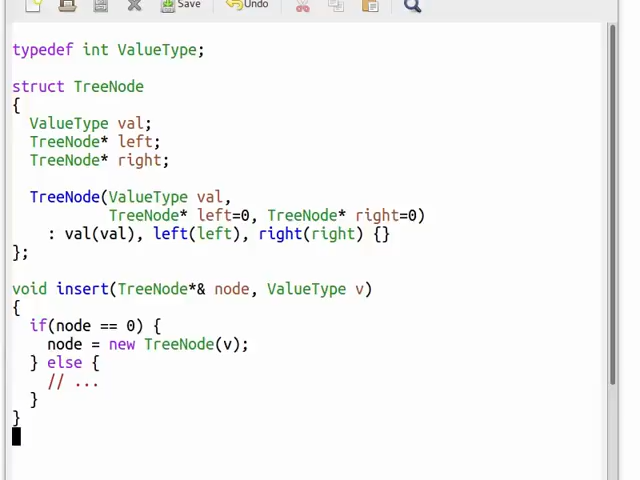 Save Undo
typedef int ValueType;
struct TreeNode
{
ValueType val;
TreeNode* left;
TreeNode* right;
TreeNode(ValueType val,
TreeNode* left=0, TreeNode* right=0)
: val(val), left(left), right(right) {}
};
void insert(TreeNode*& node, ValueType v)
{
if(node == 0) {
node = new TreeNode(v);
} else {
// ...
}
}